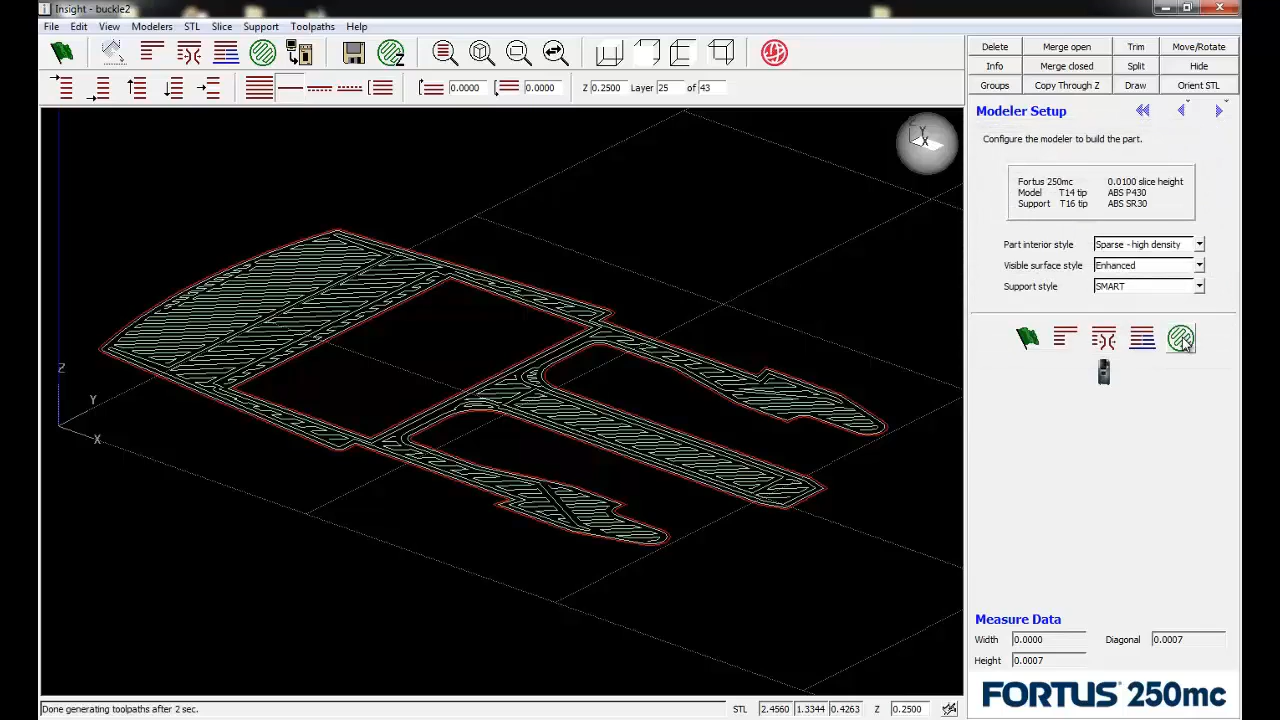 Insight - buckle2
File Edit View Modelers STL Slice Support Toolpaths Help
0.0000 0.0000 Z 0.2500 Layer 25 of 43
Delete Merge open Trim Move/Rotate
Info Merge closed Split Hide
Groups Copy Through Z Draw Orient STL
Modeler Setup
Configure the modeler to build the part.
Fortus 250mc 0.0100 slice height
Model T14 tip ABS P430
Support T16 tip ABS SR30
Part interior style Sparse - high density
Visible surface style Enhanced
Support style SMART
Z
Y
X
Y
X
Measure Data
Width 0.0000 Diagonal 0.0007
Height 0.0007
FORTUS 250mc
Done generating toolpaths after 2 sec. STL 2.4560 1.3344 0.4263 Z 0.2500